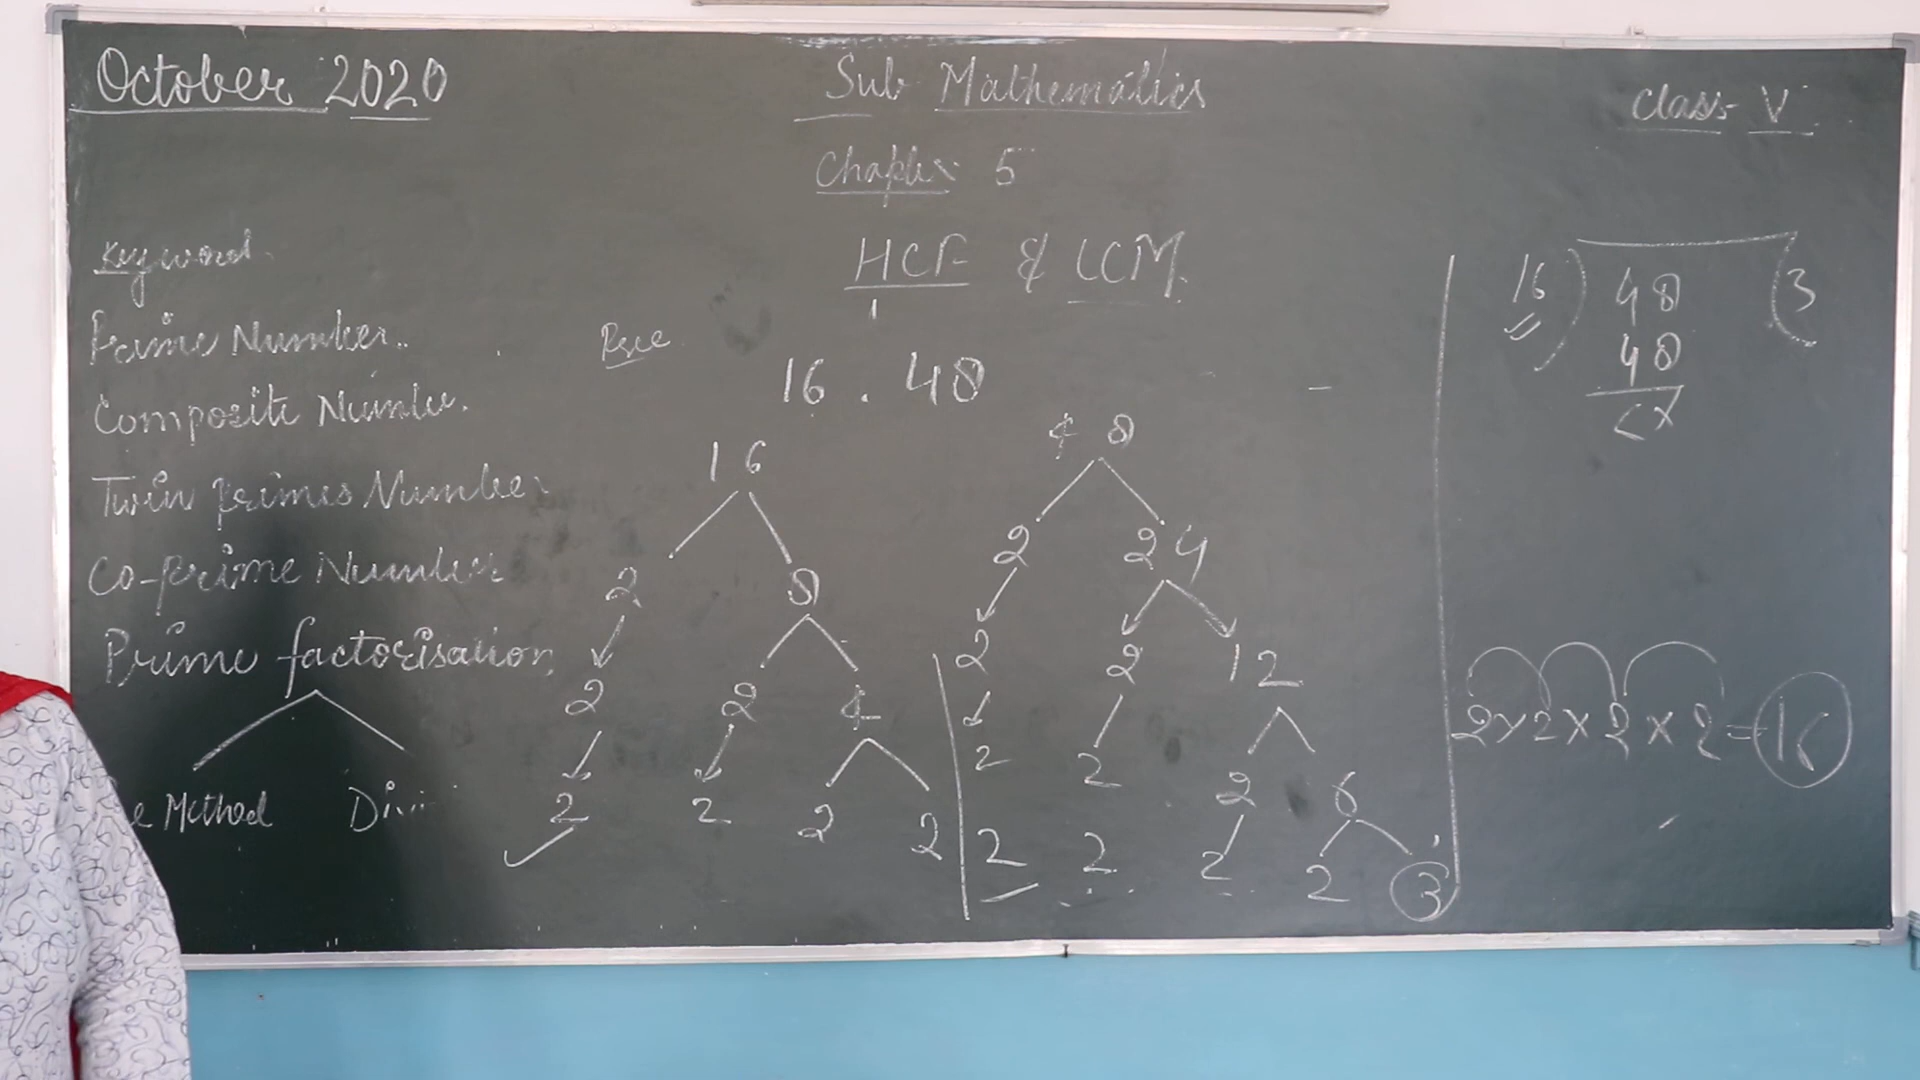 October 2020
Sub Mathematics
Class V
Chapter 5
HCF & LCM
Keyword
Prime Number
Composite Number
Twin primes Number
Co-prime Number
Prime factorisation
e Method Divi
16 . 48
16
2 8
2 2 4
2 2 2 2
48
2 24
2 2 12
2 2 2 6
2 2 2 2 3
16 ) 48 ( 3
48
2 × 2 × 2 × 2 = 16